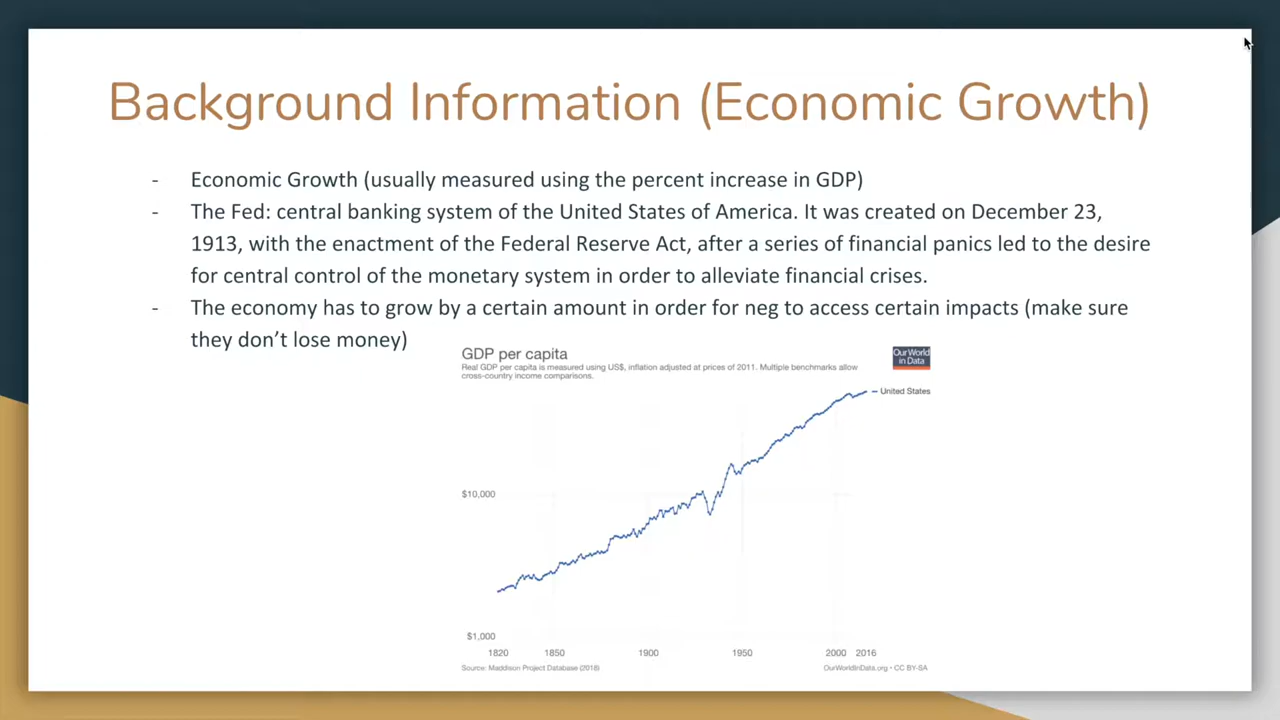 Background Information (Economic Growth)
- Economic Growth (usually measured using the percent increase in GDP)
- The Fed: central banking system of the United States of America. It was created on December 23,
1913, with the enactment of the Federal Reserve Act, after a series of financial panics led to the desire
for central control of the monetary system in order to alleviate financial crises.
- The economy has to grow by a certain amount in order for neg to access certain impacts (make sure
they don’t lose money)
GDP per capita
Real GDP per capita is measured using US$, inflation adjusted at prices of 2011. Multiple benchmarks allow
cross-country income comparisons.
Our World
in Data
United States
$10,000
$1,000
1820 1850 1900 1950 2000 2016
Source: Maddison Project Database (2018)
OurWorldInData.org • CC BY-SA